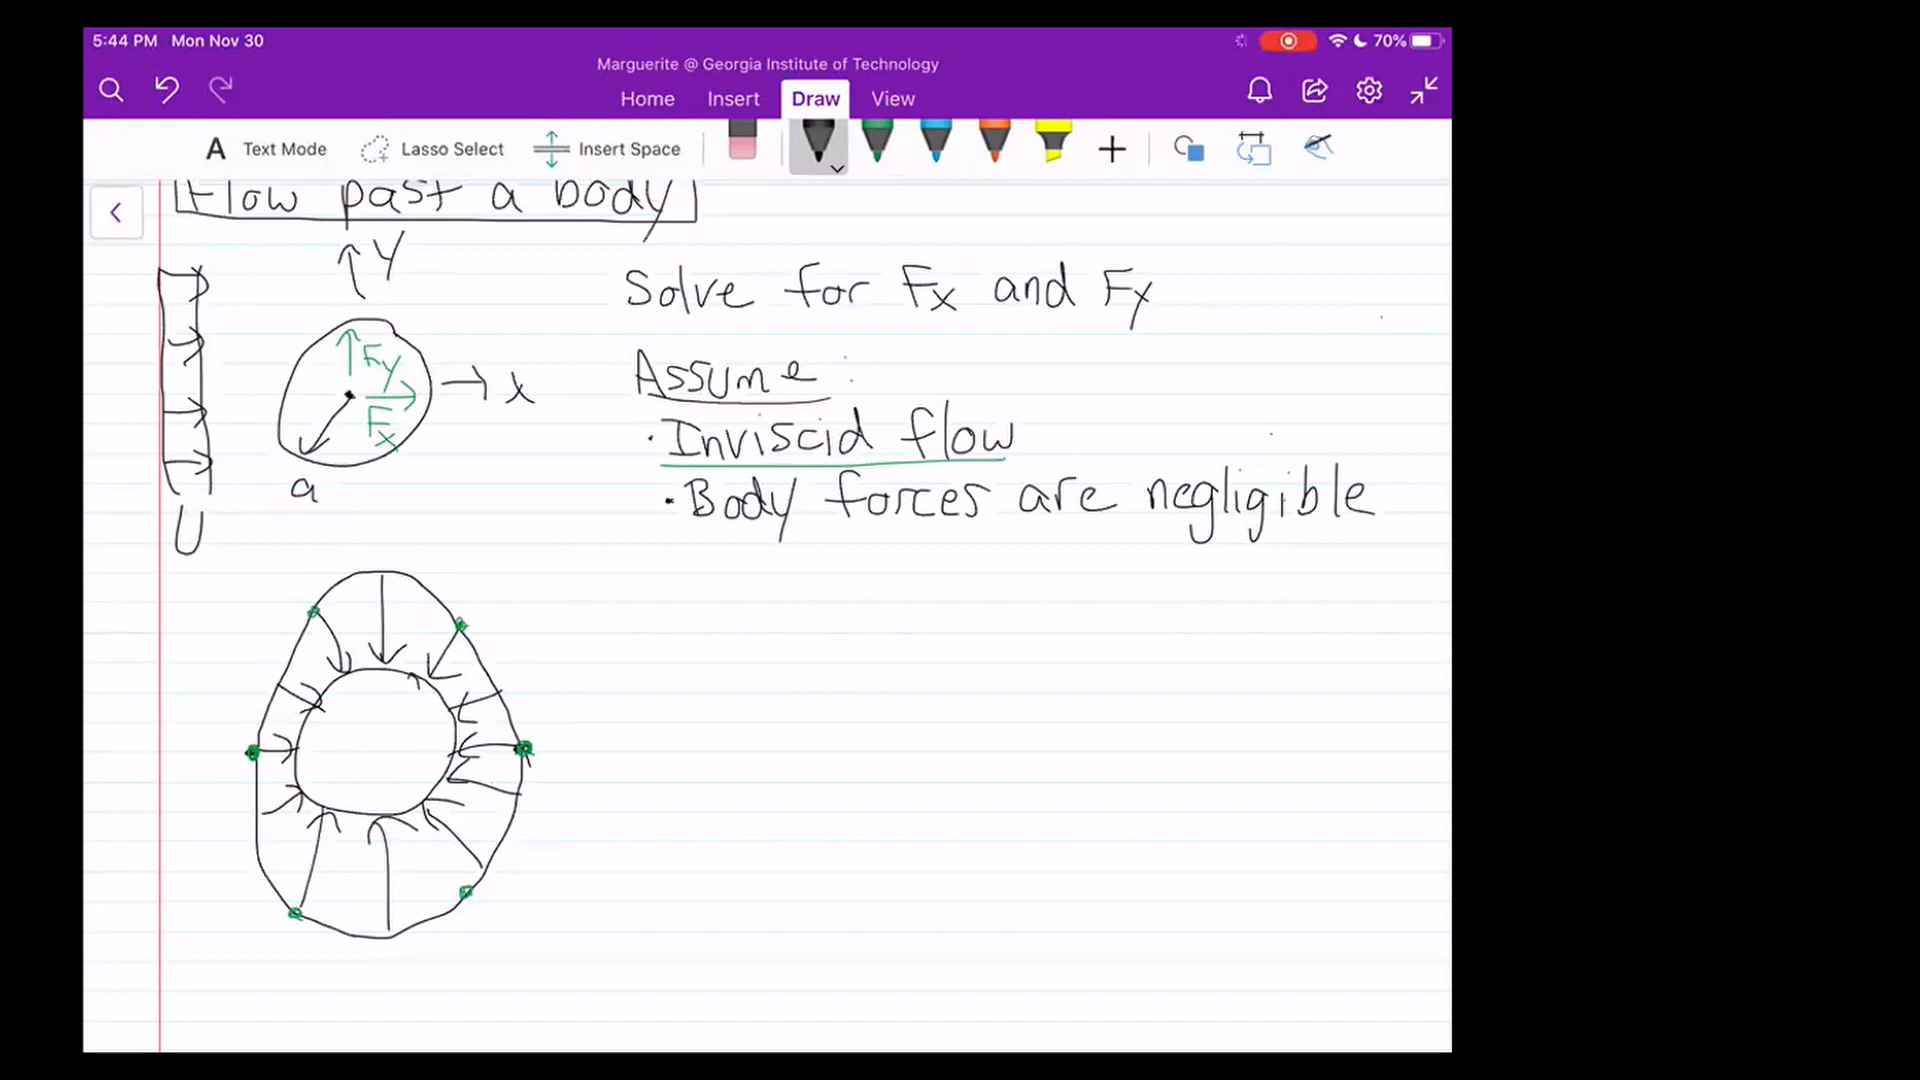 5:44 PM Mon Nov 30
70%
Marguerite @ Georgia Institute of Technology
Home Insert Draw View
A Text Mode Lasso Select Insert Space
Flow past a body
Y
Solve for Fx and Fy
Fy
x
Fx
Assume:
· Inviscid flow
· Body forces are negligible
a
U